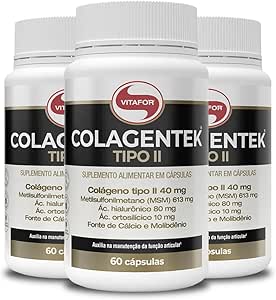 VITAFOR
COLAGENTEK
TIPO II
SUPLEMENTO ALIMENTAR EM CÁPSULAS
Colágeno tipo II 40 mg
Metilsulfonilmetano (MSM) 613 mg
Ác. hialurônico 80 mg
Ác. ortosilícico 10 mg
Fonte de Cálcio e Molibdênio
Auxilia na manutenção da função articular
60 cápsulas